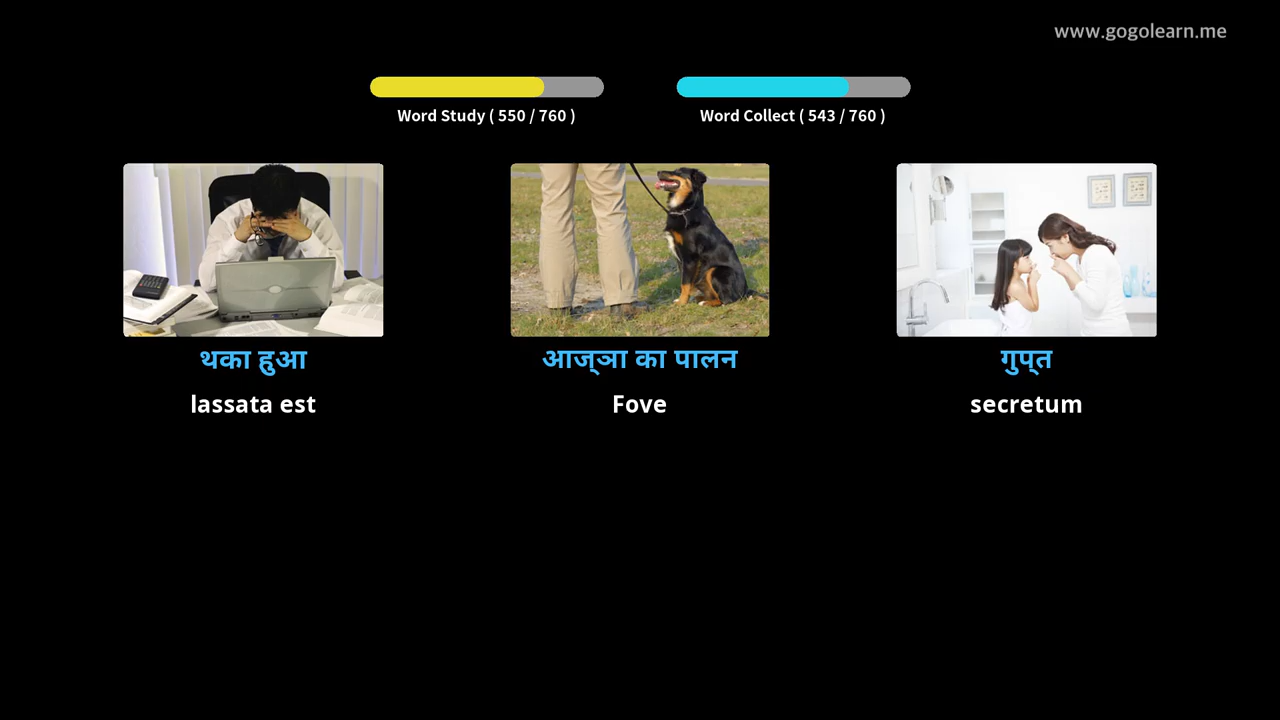 www.gogolearn.me
Word Study ( 550 / 760 )
Word Collect ( 543 / 760 )
थका हुआ
आज्ञा का पालन
गुप्त
lassata est
Fove
secretum